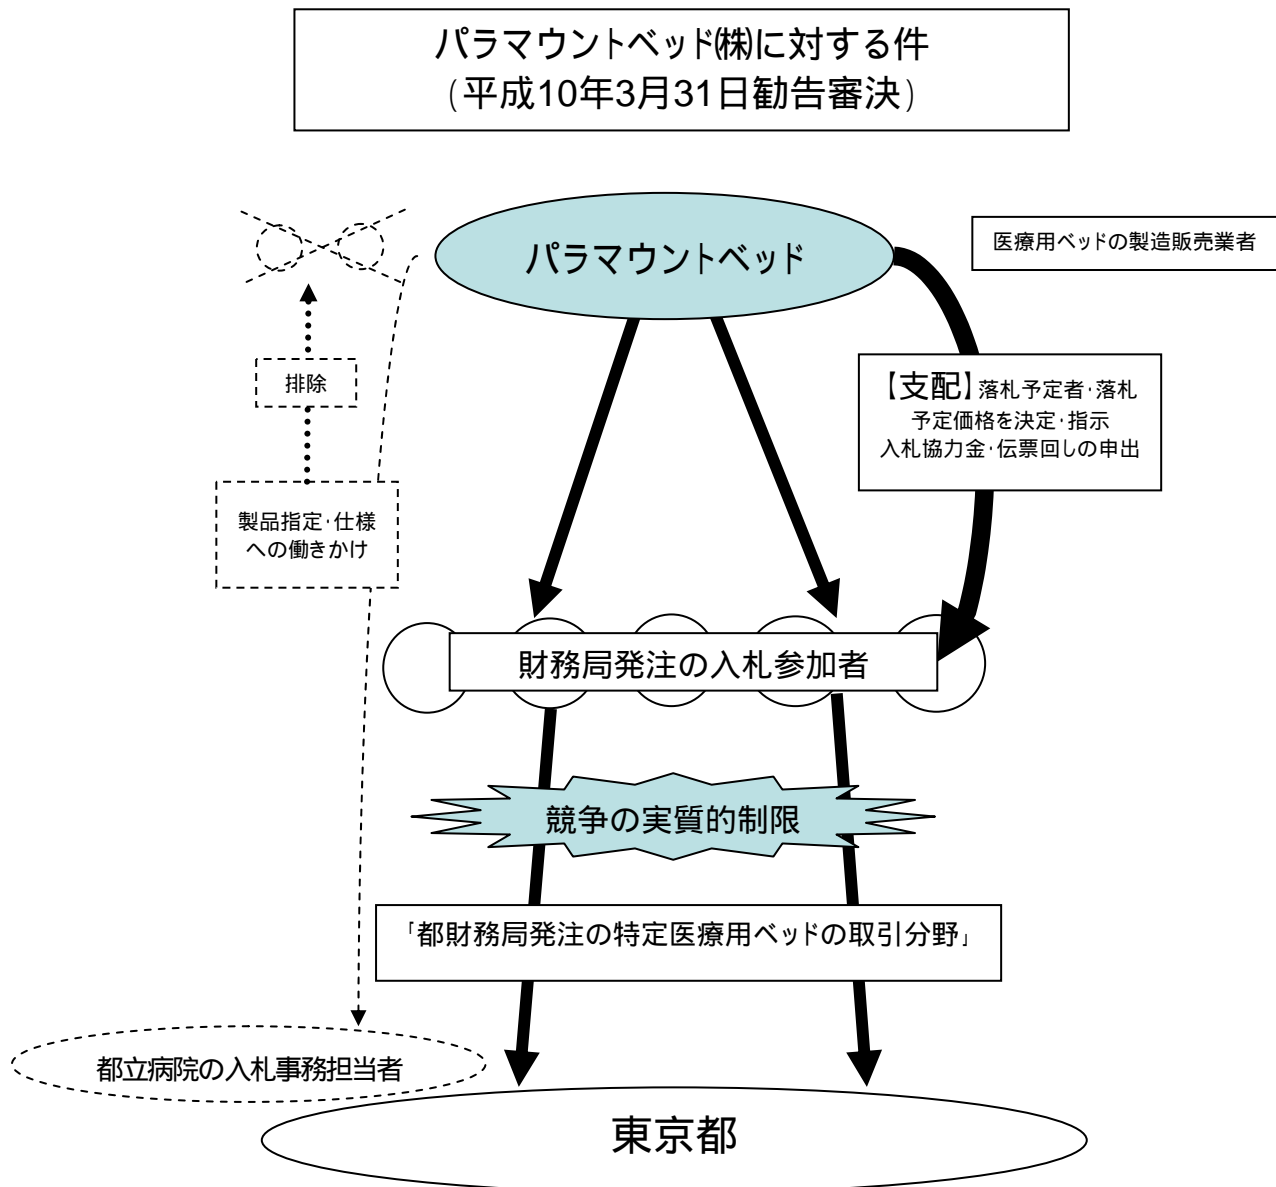 パラマウントベッド㈱に対する件
(平成10年3月31日勧告審決)
パラマウントベッド
医療用ベッドの製造販売業者
排除
【支配】落札予定者・落札
予定価格を決定・指示
入札協力金・伝票回しの申出
製品指定・仕様
への働きかけ
財務局発注の入札参加者
競争の実質的制限
「都財務局発注の特定医療用ベッドの取引分野」
都立病院の入札事務担当者
東京都